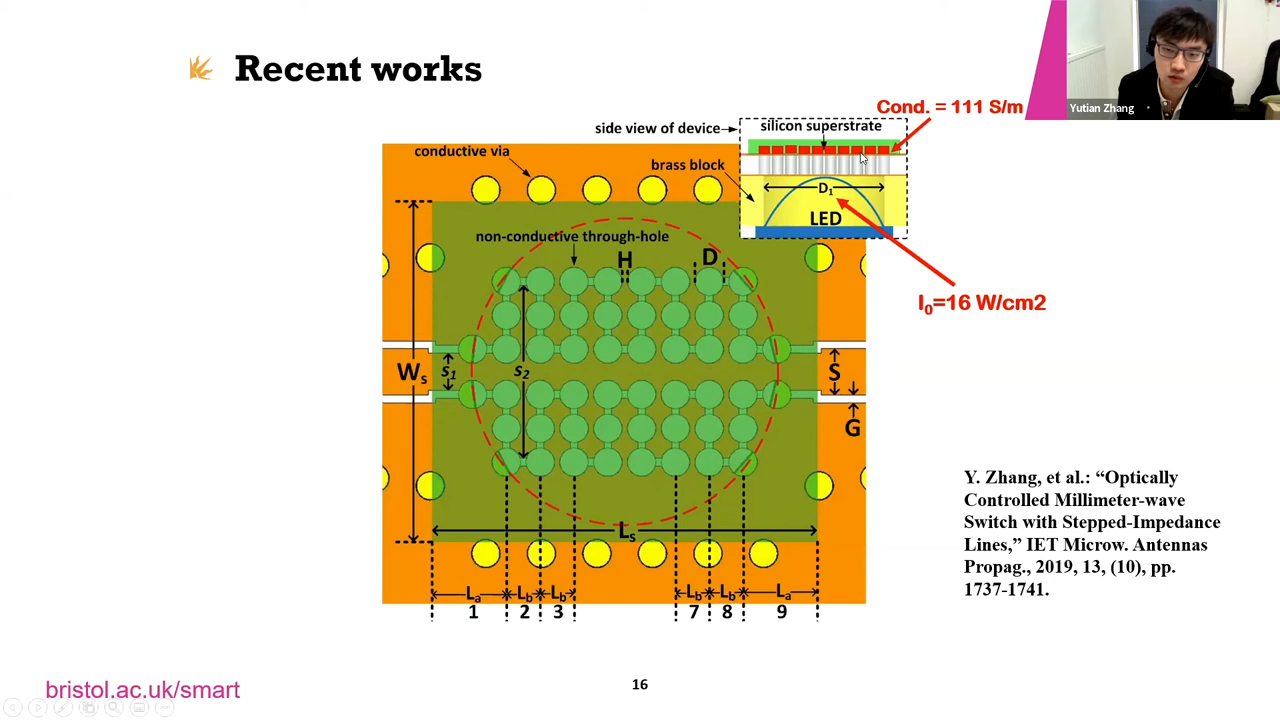 Recent works
Yutian Zhang
Cond. = 111 S/m
side view of device
silicon superstrate
conductive via
brass block
D1
LED
non-conductive through-hole
H
D
I0=16 W/cm2
Ws
s1
s2
S
G
Ls
La
Lb
Lb
Lb
Lb
La
1
2
3
7
8
9
Y. Zhang, et al.: “Optically
Controlled Millimeter-wave
Switch with Stepped-Impedance
Lines,” IET Microw. Antennas
Propag., 2019, 13, (10), pp.
1737-1741.
bristol.ac.uk/smart
16